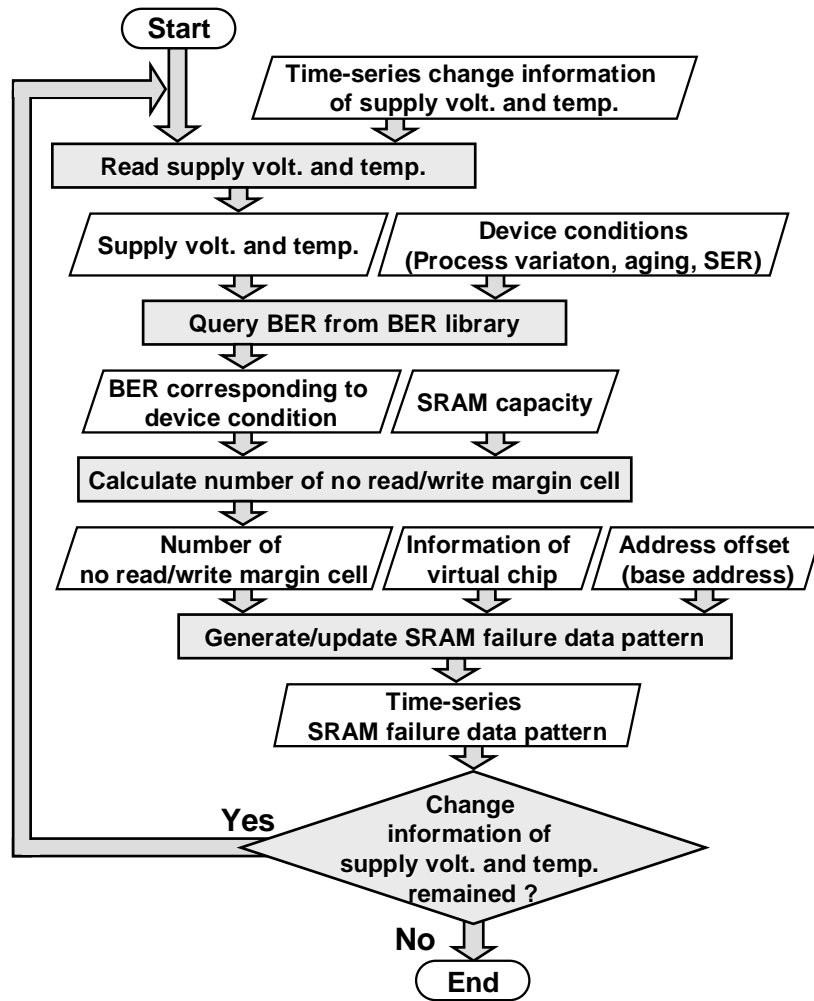 Start
Time-series change information
of supply volt. and temp.
Read supply volt. and temp.
Supply volt. and temp.
Device conditions
(Process variaton, aging, SER)
Query BER from BER library
BER corresponding to
device condition
SRAM capacity
Calculate number of no read/write margin cell
Number of
no read/write margin cell
Information of
virtual chip
Address offset
(base address)
Generate/update SRAM failure data pattern
Time-series
SRAM failure data pattern
Yes
Change
information of
supply volt. and temp.
remained ?
No
End